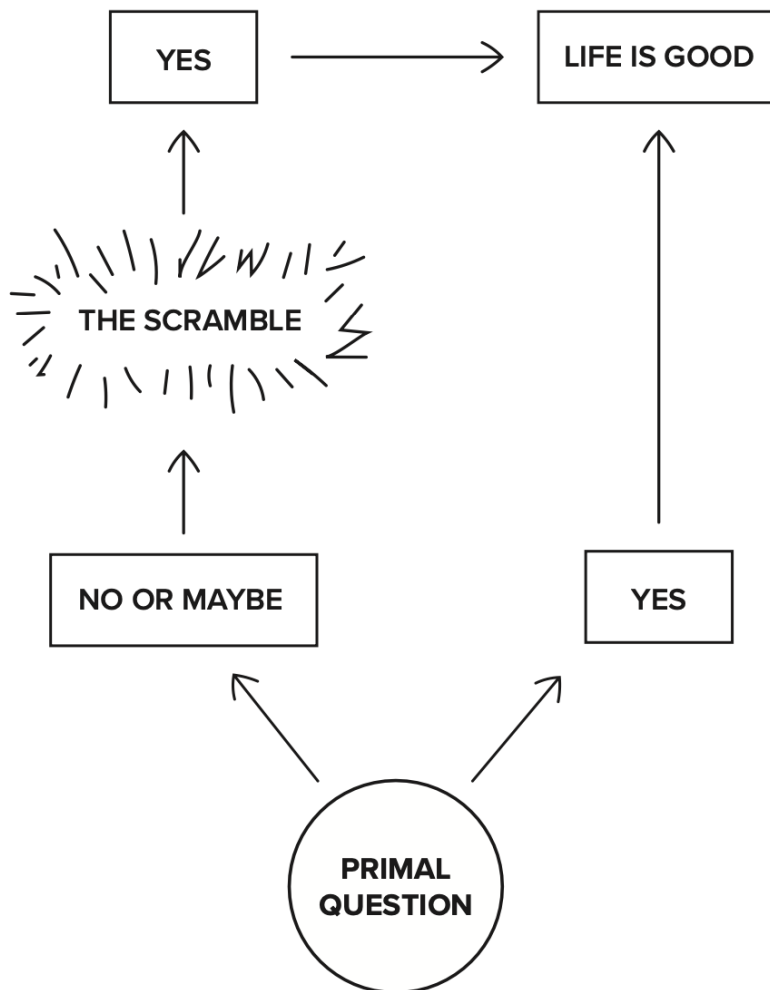 YES
LIFE IS GOOD
THE SCRAMBLE
NO OR MAYBE
YES
PRIMAL
QUESTION